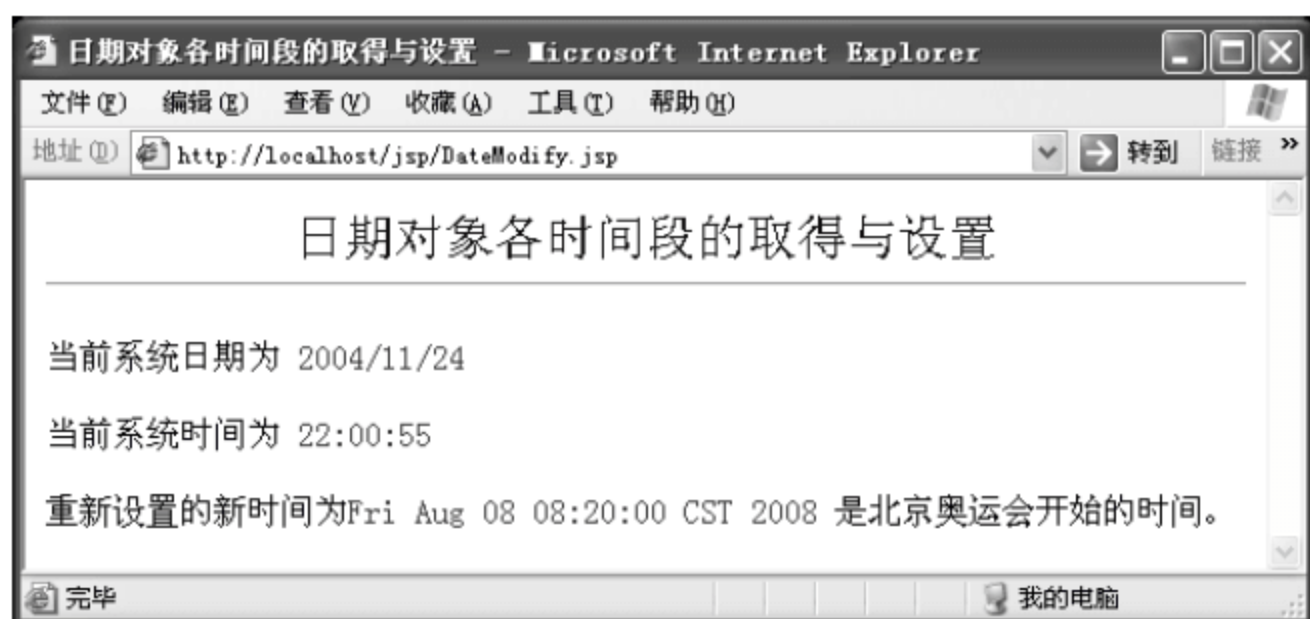 日期对象各时间段的取得与设置 - Microsoft Internet Explorer
文件(F) 编辑(E) 查看(V) 收藏(A) 工具(T) 帮助(H)
地址(D) http://localhost/jsp/DateModify.jsp 转到 链接 »
日期对象各时间段的取得与设置
当前系统日期为 2004/11/24
当前系统时间为 22:00:55
重新设置的新时间为Fri Aug 08 08:20:00 CST 2008 是北京奥运会开始的时间。
完毕 我的电脑